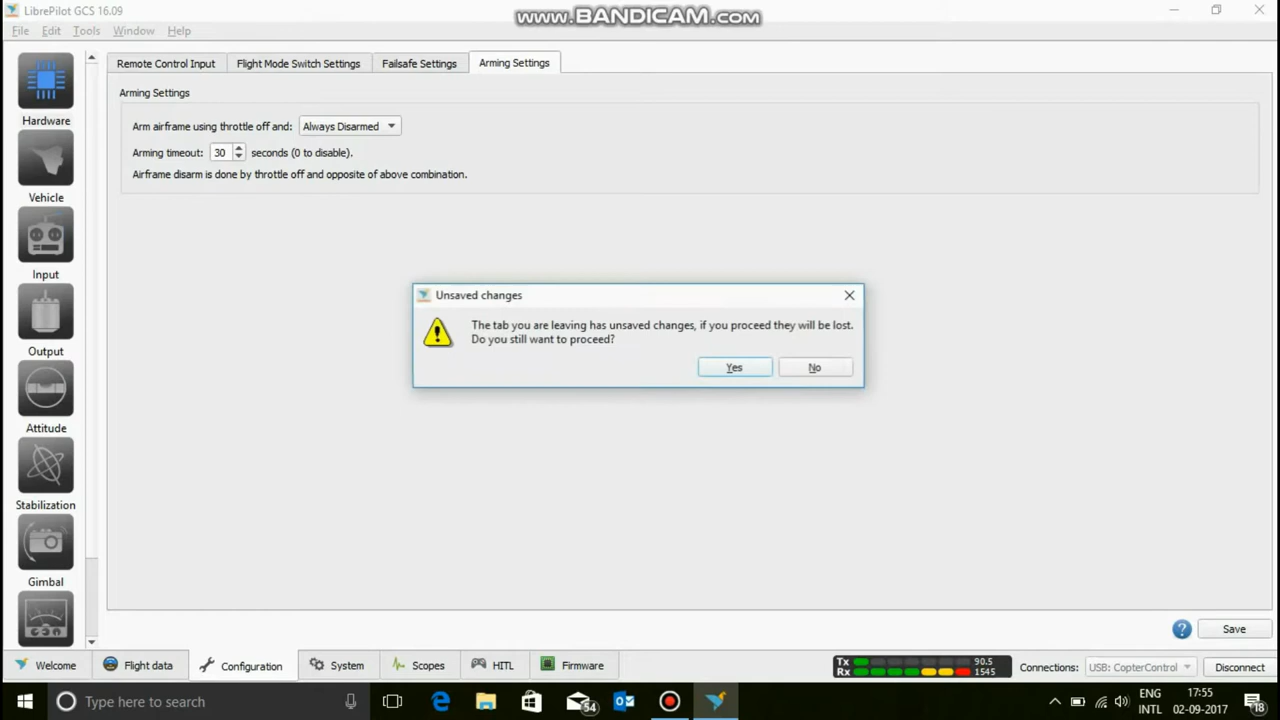 LibrePilot GCS 16.09
www.BANDICAM.com
File Edit Tools Window Help
Remote Control Input Flight Mode Switch Settings Failsafe Settings Arming Settings
Arming Settings
Arm airframe using throttle off and: Always Disarmed
Arming timeout: 30 seconds (0 to disable).
Airframe disarm is done by throttle off and opposite of above combination.
Hardware
Vehicle
Input
Output
Attitude
Stabilization
Gimbal
Unsaved changes
The tab you are leaving has unsaved changes, if you proceed they will be lost.
Do you still want to proceed?
Yes No
Save
Welcome Flight data Configuration System Scopes HITL Firmware
Tx 90.5
Rx 1545
Connections: USB: CopterControl Disconnect
Type here to search
54
ENG
INTL
17:55
02-09-2017
18